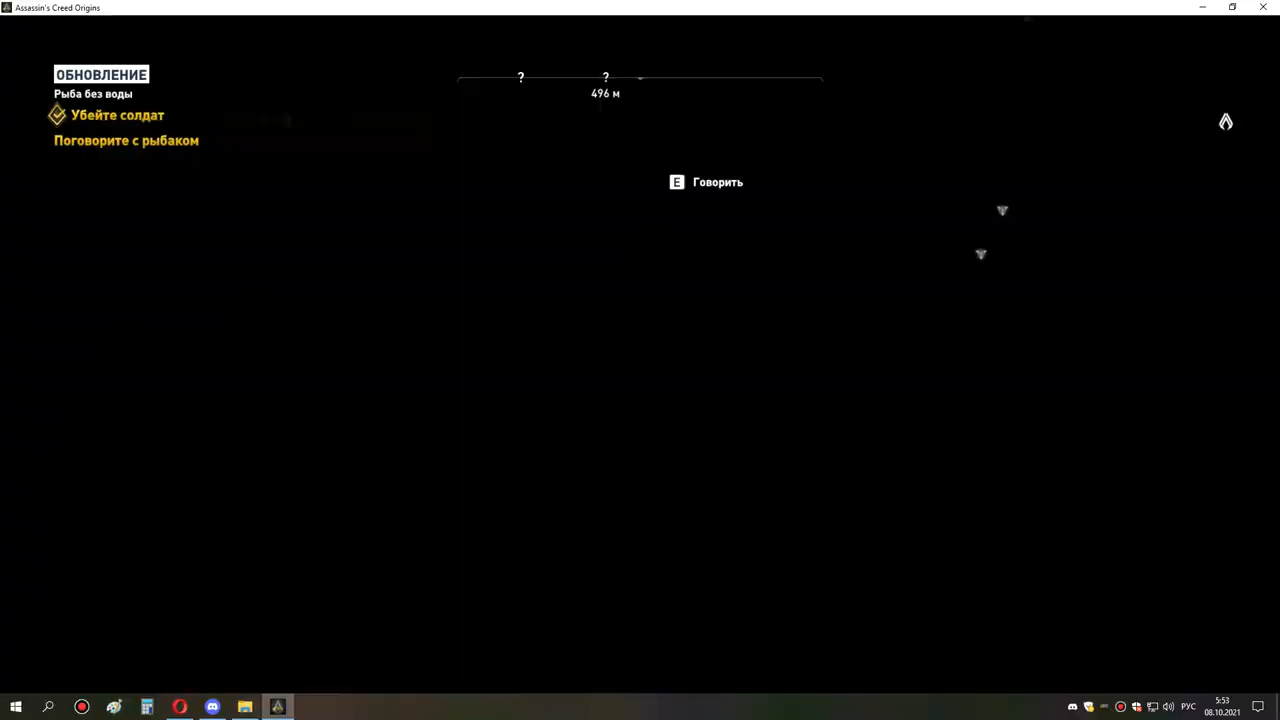 Assassin's Creed Origins
ОБНОВЛЕНИЕ
Рыба без воды
Убейте солдат
Поговорите с рыбаком
? ?
496 м
E Говорить
РУС
5:53
08.10.2021